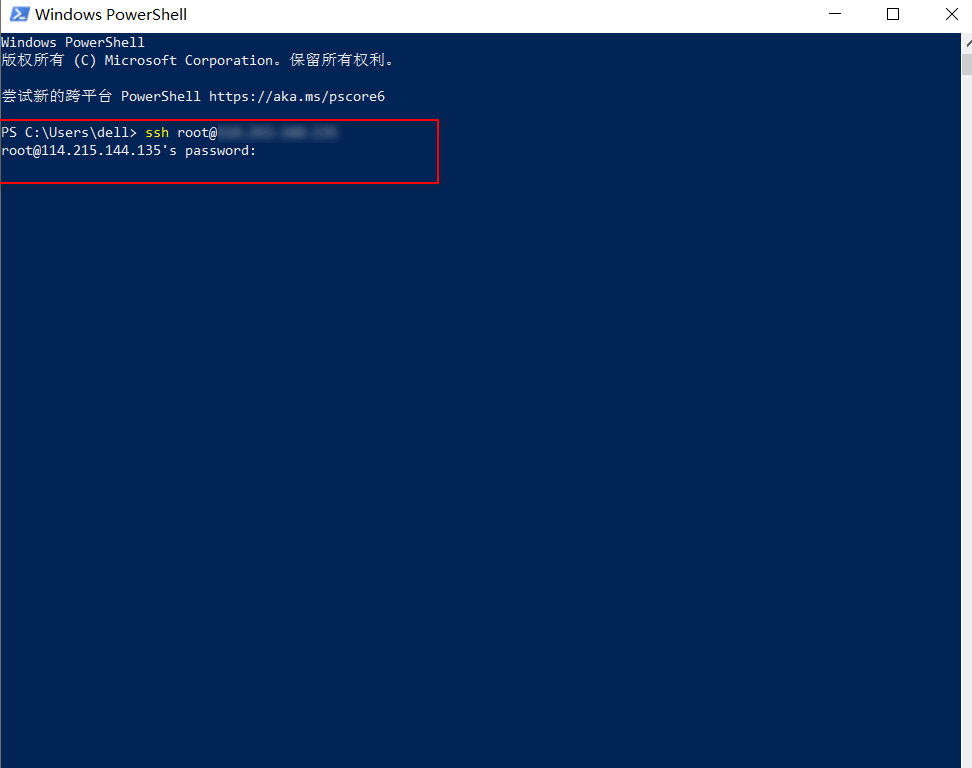 Windows PowerShell
Windows PowerShell
版权所有 (C) Microsoft Corporation。保留所有权利。
尝试新的跨平台 PowerShell https://aka.ms/pscore6
PS C:\Users\dell> ssh root@
root@114.215.144.135's password: